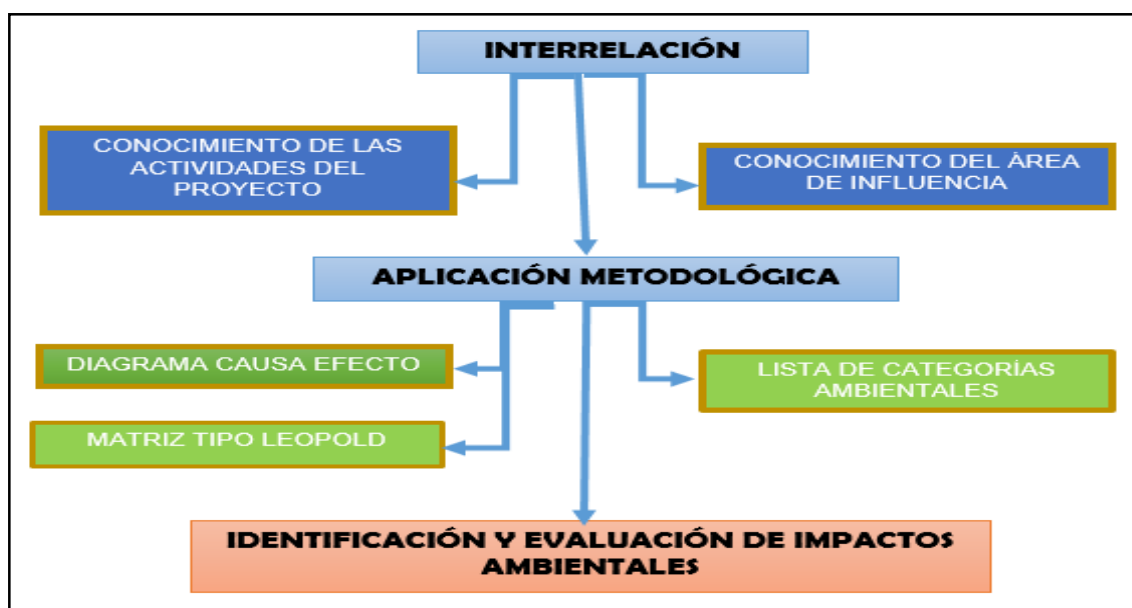 INTERRELACIÓN
CONOCIMIENTO DE LAS
ACTIVIDADES DEL
PROYECTO
CONOCIMIENTO DEL ÀREA
DE INFLUENCIA
APLICACIÓN METODOLÓGICA
DIAGRAMA CAUSA EFECTO
LISTA DE CATEGORÍAS
AMBIENTALES
MATRIZ TIPO LEOPOLD
IDENTIFICACIÓN Y EVALUACIÓN DE IMPACTOS
AMBIENTALES